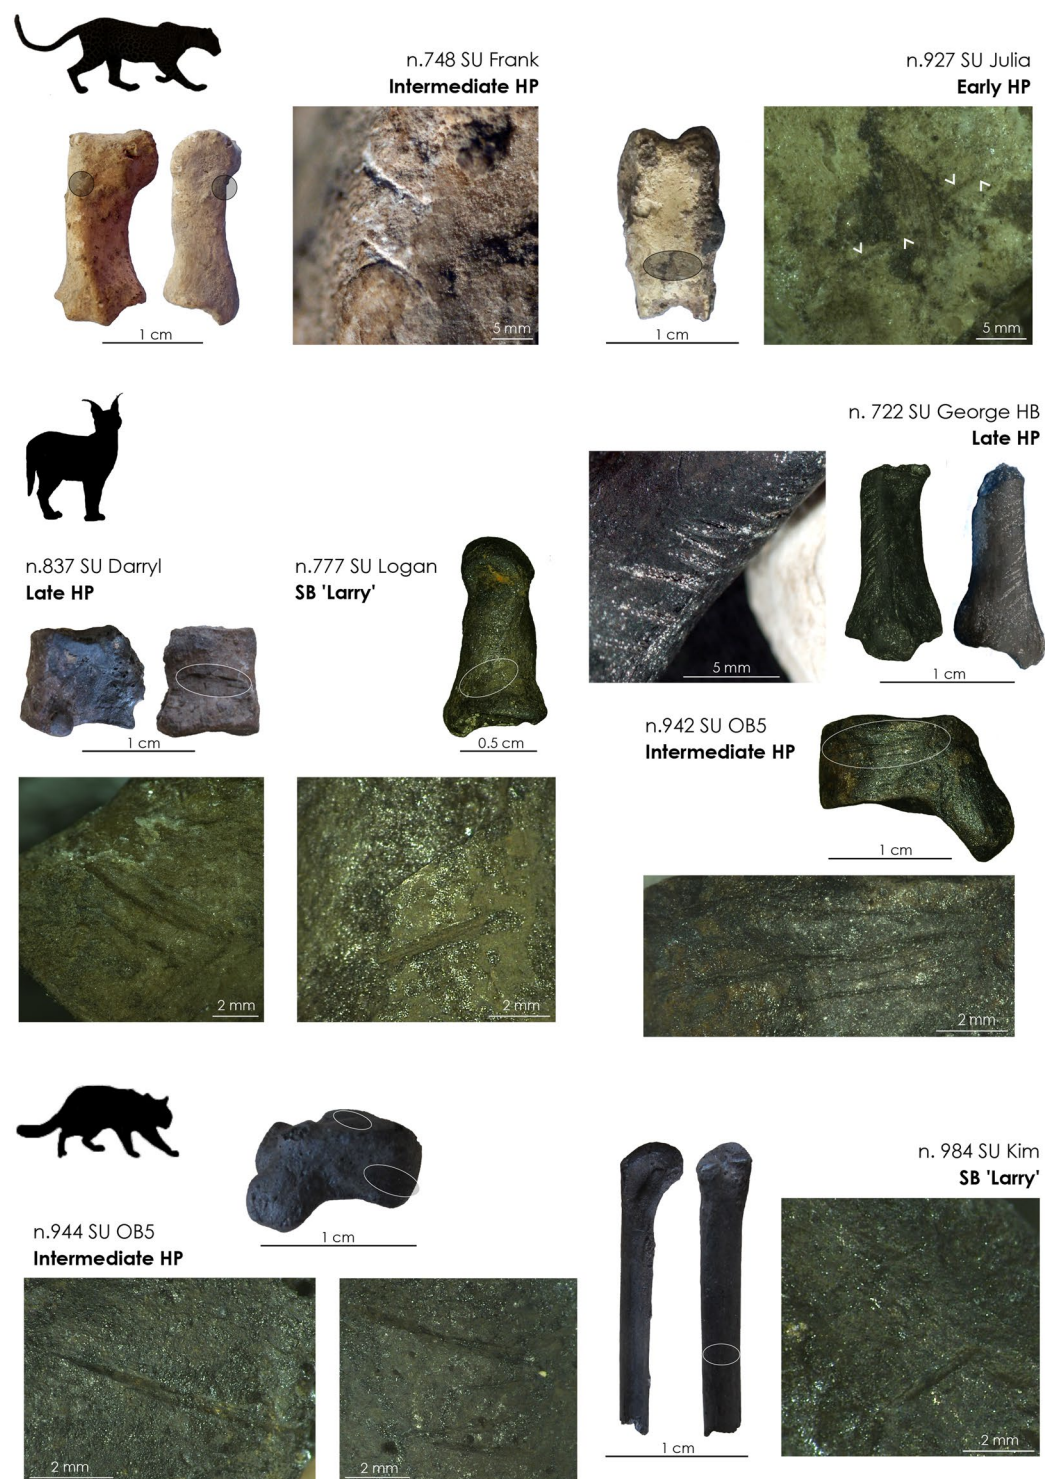 n.748 SU Frank
Intermediate HP
n.927 SU Julia
Early HP
1 cm
5 mm
1 cm
5 mm
n. 722 SU George HB
Late HP
n.837 SU Darryl
Late HP
n.777 SU Logan
SB 'Larry'
5 mm
1 cm
1 cm
0.5 cm
n.942 SU OB5
Intermediate HP
1 cm
2 mm
2 mm
2 mm
n.944 SU OB5
Intermediate HP
1 cm
n. 984 SU Kim
SB 'Larry'
2 mm
2 mm
1 cm
2 mm